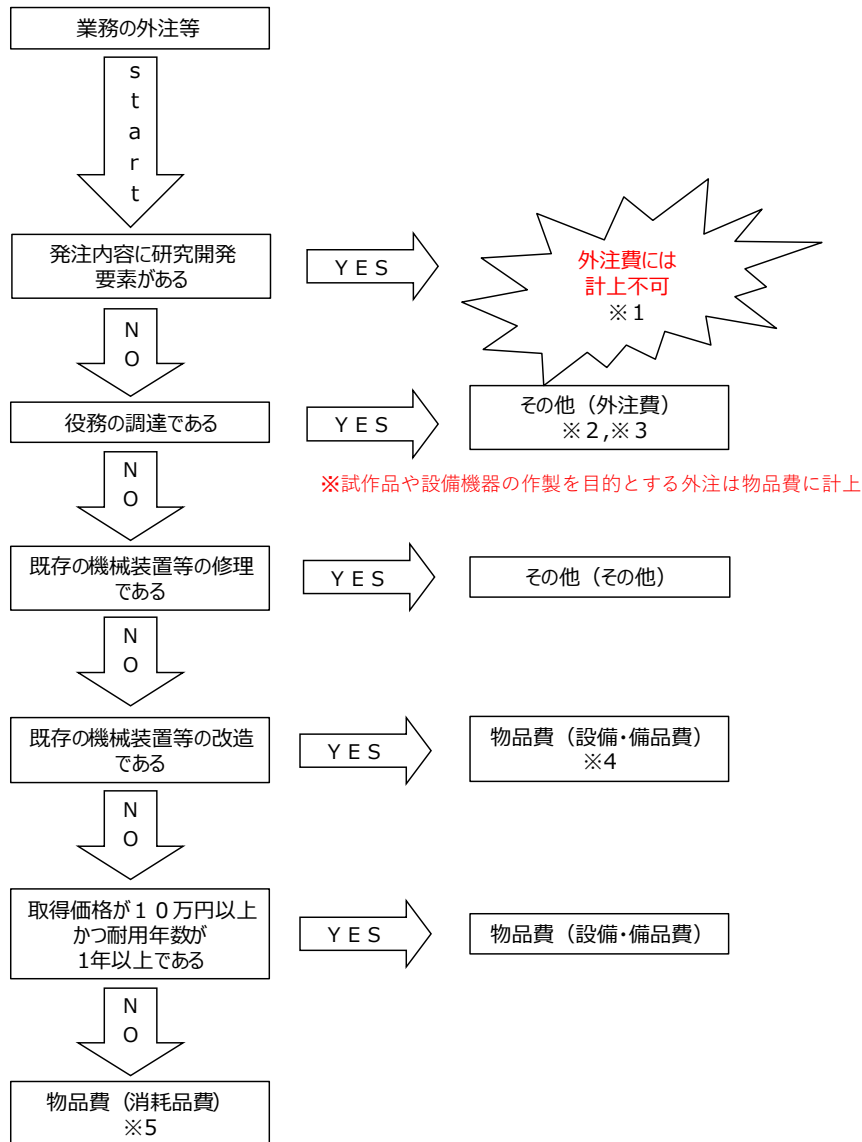 業務の外注等
start
発注内容に研究開発
要素がある
ＹＥＳ
外注費には
計上不可
※１
ＮＯ
役務の調達である
ＹＥＳ
その他（外注費）
※２,※３
※試作品や設備機器の作製を目的とする外注は物品費に計上
ＮＯ
既存の機械装置等の修理
である
ＹＥＳ
その他（その他）
ＮＯ
既存の機械装置等の改造
である
ＹＥＳ
物品費（設備・備品費）
※4
ＮＯ
取得価格が１０万円以上
かつ耐用年数が
1年以上である
ＹＥＳ
物品費（設備・備品費）
ＮＯ
物品費（消耗品費）
※5